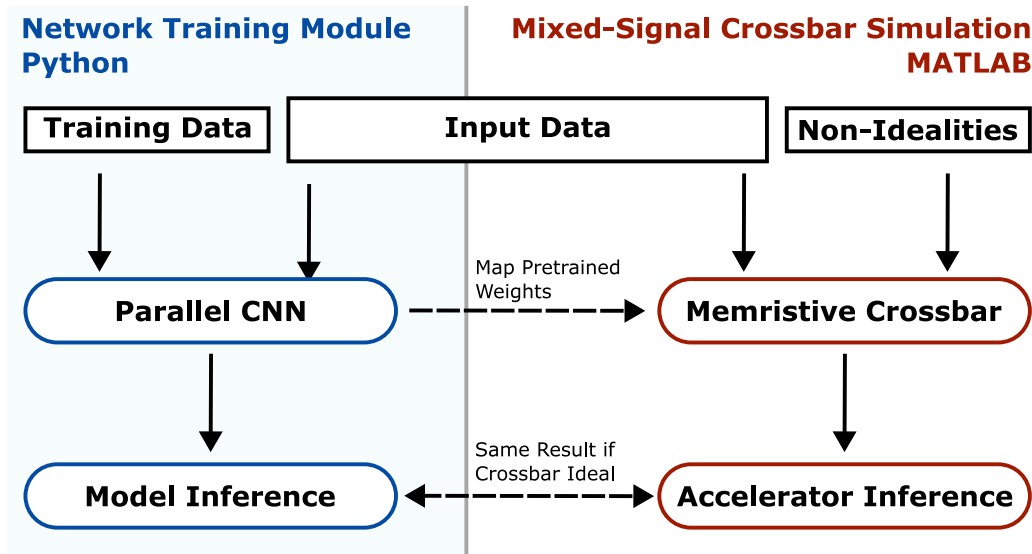 Network Training Module
Python
Mixed-Signal Crossbar Simulation
MATLAB
Training Data
Input Data
Non-Idealities
Map Pretrained
Weights
Parallel CNN
Memristive Crossbar
Same Result if
Crossbar Ideal
Model Inference
Accelerator Inference